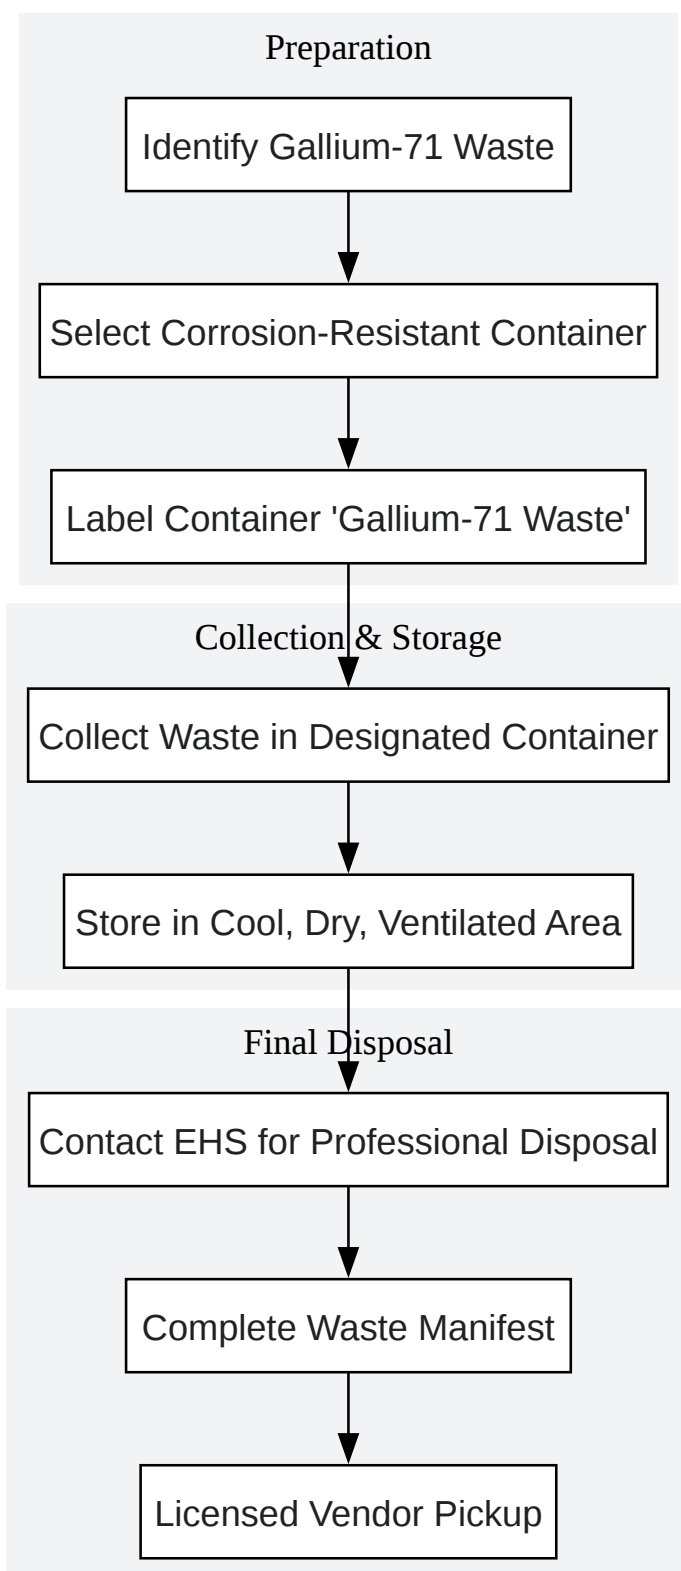 Preparation
Identify Gallium-71 Waste
Select Corrosion-Resistant Container
Label Container 'Gallium-71 Waste'
Collection & Storage
Collect Waste in Designated Container
Store in Cool, Dry, Ventilated Area
Final Disposal
Contact EHS for Professional Disposal
Complete Waste Manifest
Licensed Vendor Pickup